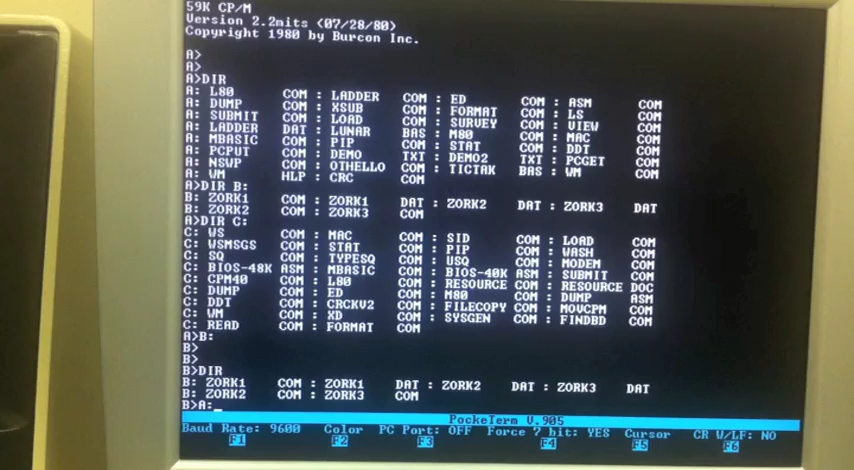 59K CP/M
Version 2.2mits (07/28/80)
Copyright 1980 by Burcon Inc.
A>
A>
A>DIR
A: L80 COM : LADDER COM : ED COM : ASM COM
A: DUMP COM : XSUB COM : FORMAT COM : LS COM
A: SUBMIT COM : LOAD COM : SURVEY COM : VIEW COM
A: LADDER DAT : LUNAR BAS : M80 COM : MAC COM
A: MBASIC COM : PIP COM : STAT COM : DDT COM
A: PCPUT COM : DEMO TXT : DEMO2 TXT : PCGET COM
A: NSWP COM : OTHELLO COM : TICTAK BAS : WM COM
A: WM HLP : CRC COM
A>DIR B:
B: ZORK1 COM : ZORK1 DAT : ZORK2 DAT : ZORK3 DAT
B: ZORK2 COM : ZORK3 COM
A>DIR C:
C: WS COM : MAC COM : SID COM : LOAD COM
C: WSMSGS COM : STAT COM : PIP COM : WASH COM
C: SQ COM : TYPESQ COM : USQ COM : MODEM COM
C: BIOS-48K ASM : MBASIC COM : BIOS-40K ASM : SUBMIT COM
C: CPM40 COM : L80 COM : RESOURCE COM : RESOURCE DOC
C: DUMP COM : ED COM : M80 COM : DUMP ASM
C: DDT COM : CRCKV2 COM : FILECOPY COM : MOVCPM COM
C: WM COM : XD COM : SYSGEN COM : FINDBD COM
C: READ COM : FORMAT COM
A>B:
B>
B>
B>DIR
B: ZORK1 COM : ZORK1 DAT : ZORK2 DAT : ZORK3 DAT
B: ZORK2 COM : ZORK3 COM
B>A:_
PockeTerm V.905
Baud Rate: 9600 Color PC Port: OFF Force 7 bit: YES Cursor CR W/LF: NO
F1 F2 F3 F4 F5 F6